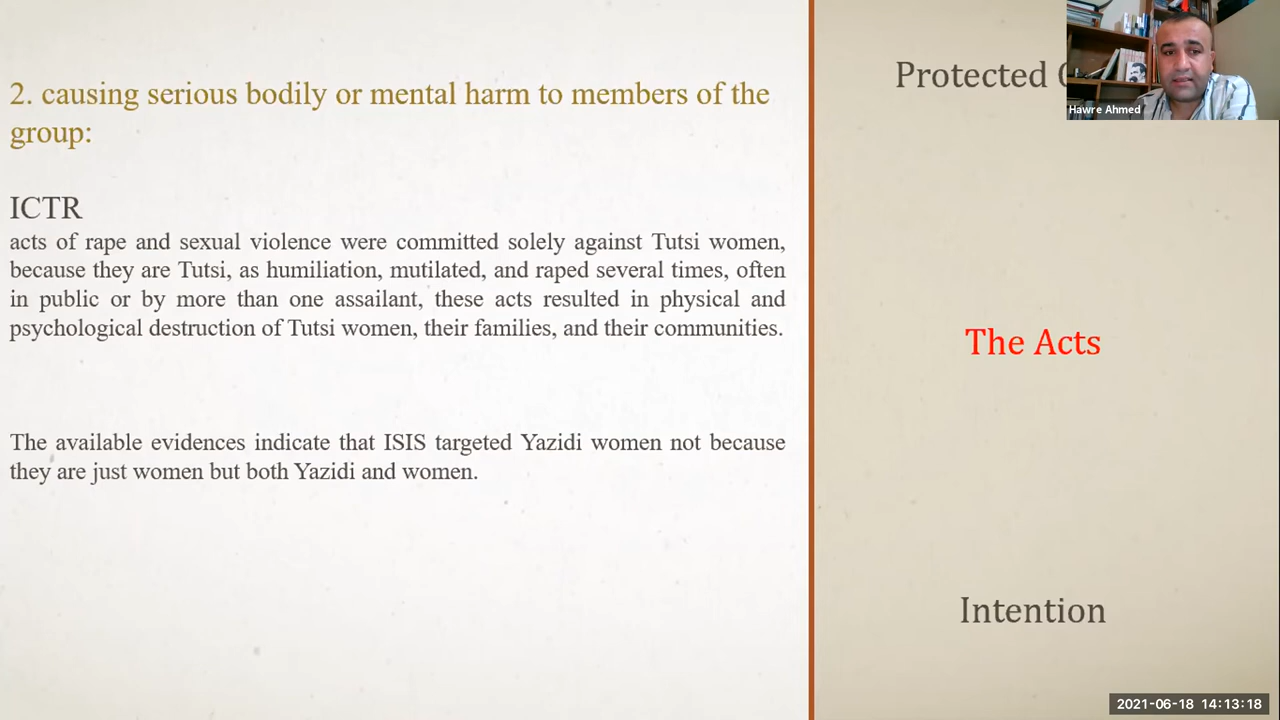 2. causing serious bodily or mental harm to members of the
group:
ICTR
acts of rape and sexual violence were committed solely against Tutsi women,
because they are Tutsi, as humiliation, mutilated, and raped several times, often
in public or by more than one assailant, these acts resulted in physical and
psychological destruction of Tutsi women, their families, and their communities.
The available evidences indicate that ISIS targeted Yazidi women not because
they are just women but both Yazidi and women.
Protected
The Acts
Intention
Hawre Ahmed
2021-06-18 14:13:18